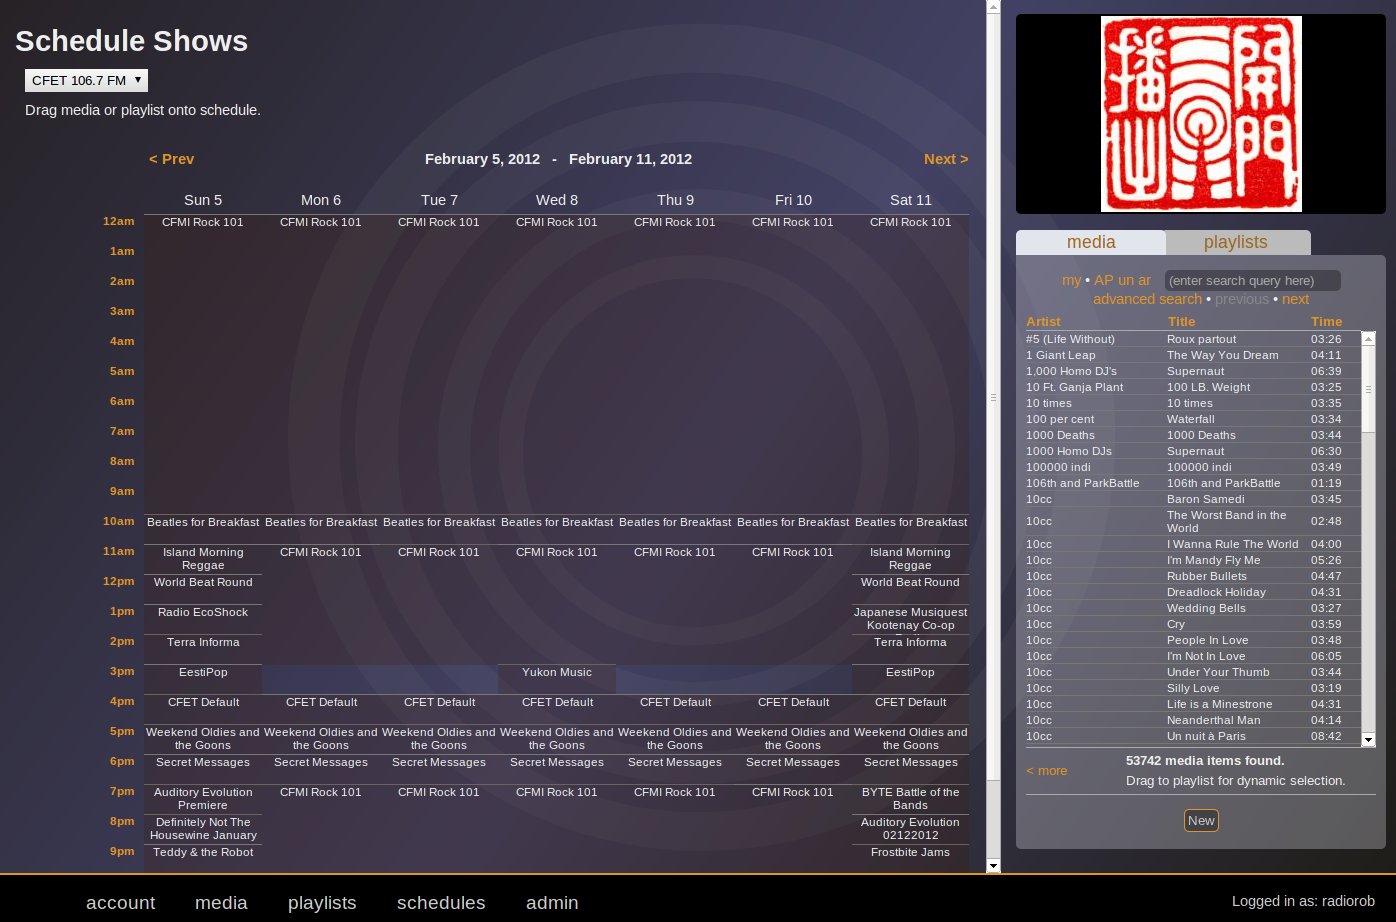 Schedule Shows
CFET 106.7 FM
Drag media or playlist onto schedule.
< Prev February 5, 2012 - February 11, 2012 Next >
Sun 5 Mon 6 Tue 7 Wed 8 Thu 9 Fri 10 Sat 11
12am CFMI Rock 101 CFMI Rock 101 CFMI Rock 101 CFMI Rock 101 CFMI Rock 101 CFMI Rock 101 CFMI Rock 101
1am
2am
3am
4am
5am
6am
7am
8am
9am
10am Beatles for Breakfast Beatles for Breakfast Beatles for Breakfast Beatles for Breakfast Beatles for Breakfast Beatles for Breakfast Beatles for Breakfast
11am Island Morning CFMI Rock 101 CFMI Rock 101 CFMI Rock 101 CFMI Rock 101 CFMI Rock 101 Island Morning
Reggae Reggae
12pm World Beat Round World Beat Round
1pm Radio EcoShock Japanese Musiquest
Kootenay Co-op
2pm Terra Informa Terra Informa
3pm EestiPop Yukon Music EestiPop
4pm CFET Default CFET Default CFET Default CFET Default CFET Default CFET Default CFET Default
5pm Weekend Oldies and Weekend Oldies and Weekend Oldies and Weekend Oldies and Weekend Oldies and Weekend Oldies and Weekend Oldies and
the Goons the Goons the Goons the Goons the Goons the Goons the Goons
6pm Secret Messages Secret Messages Secret Messages Secret Messages Secret Messages Secret Messages Secret Messages
7pm Auditory Evolution CFMI Rock 101 CFMI Rock 101 CFMI Rock 101 CFMI Rock 101 CFMI Rock 101 BYTE Battle of the
Premiere Bands
8pm Definitely Not The Auditory Evolution
Housewine January 02122012
9pm Teddy & the Robot Frostbite Jams
開門
播出
media playlists
my • AP un ar (enter search query here)
advanced search • previous • next
Artist Title Time
#5 (Life Without) Roux partout 03:26
1 Giant Leap The Way You Dream 04:11
1,000 Homo DJ's Supernaut 06:39
10 Ft. Ganja Plant 100 LB. Weight 03:25
10 times 10 times 03:35
100 per cent Waterfall 03:34
1000 Deaths 1000 Deaths 03:44
1000 Homo DJs Supernaut 06:30
100000 indi 100000 indi 03:49
106th and ParkBattle 106th and ParkBattle 01:19
10cc Baron Samedi 03:45
10cc The Worst Band in the World 02:48
10cc I Wanna Rule The World 04:00
10cc I'm Mandy Fly Me 05:26
10cc Rubber Bullets 04:47
10cc Dreadlock Holiday 04:31
10cc Wedding Bells 03:27
10cc Cry 03:59
10cc People In Love 03:48
10cc I'm Not In Love 06:05
10cc Under Your Thumb 03:44
10cc Silly Love 03:19
10cc Life is a Minestrone 04:31
10cc Neanderthal Man 04:14
10cc Un nuit à Paris 08:42
< more 53742 media items found.
Drag to playlist for dynamic selection.
New
account media playlists schedules admin Logged in as: radiorob